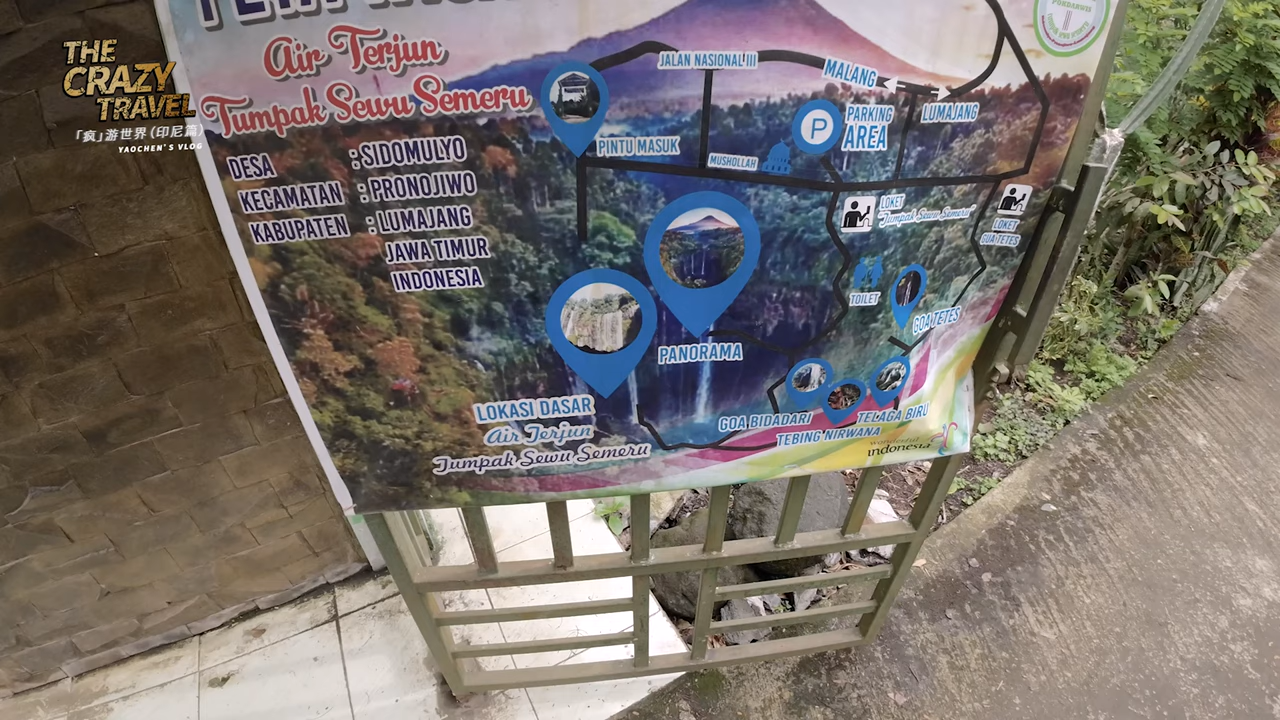 THE
CRAZY
TRAVEL
「疯」游世界(印尼篇)
YAOCHEN'S VLOG
Air Terjun
Tumpak Sewu Semeru
DESA : SIDOMULYO
KECAMATAN : PRONOJIWO
KABUPATEN : LUMAJANG
JAWA TIMUR
INDONESIA
JALAN NASIONAL III
MALANG
LUMAJANG
P
PARKING
AREA
PINTU MASUK
MUSHOLLAH
LOKET
"Tumpak Sewu Semeru"
LOKET
GUA TETES
TOILET
GOA TETES
PANORAMA
LOKASI DASAR
Air Terjun
Tumpak Sewu Semeru
GOA BIDADARI
TELAGA BIRU
TEBING NIRWANA
wonderful
indonesia